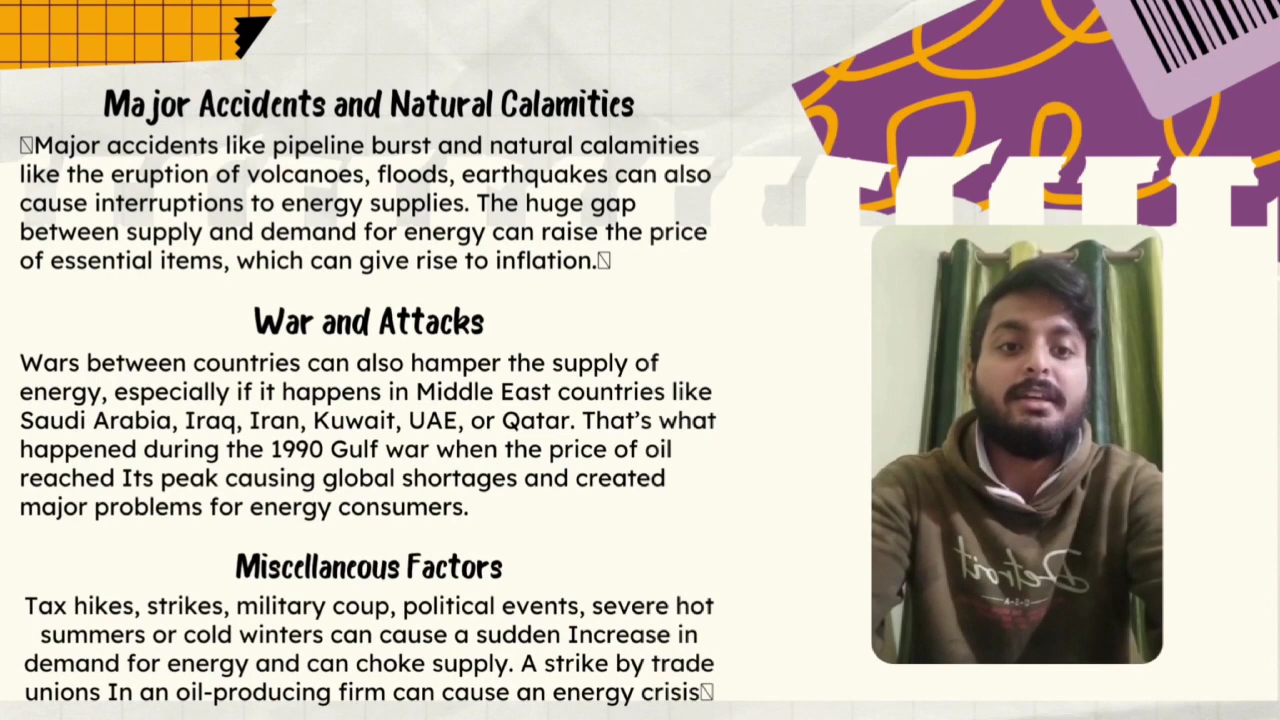 Major Accidents and Natural Calamities
Major accidents like pipeline burst and natural calamities
like the eruption of volcanoes, floods, earthquakes can also
cause interruptions to energy supplies. The huge gap
between supply and demand for energy can raise the price
of essential items, which can give rise to inflation.
War and Attacks
Wars between countries can also hamper the supply of
energy, especially if it happens in Middle East countries like
Saudi Arabia, Iraq, Iran, Kuwait, UAE, or Qatar. That's what
happened during the 1990 Gulf war when the price of oil
reached Its peak causing global shortages and created
major problems for energy consumers.
Miscellaneous Factors
Tax hikes, strikes, military coup, political events, severe hot
summers or cold winters can cause a sudden Increase in
demand for energy and can choke supply. A strike by trade
unions In an oil-producing firm can cause an energy crisis
Detroit
U-S-A